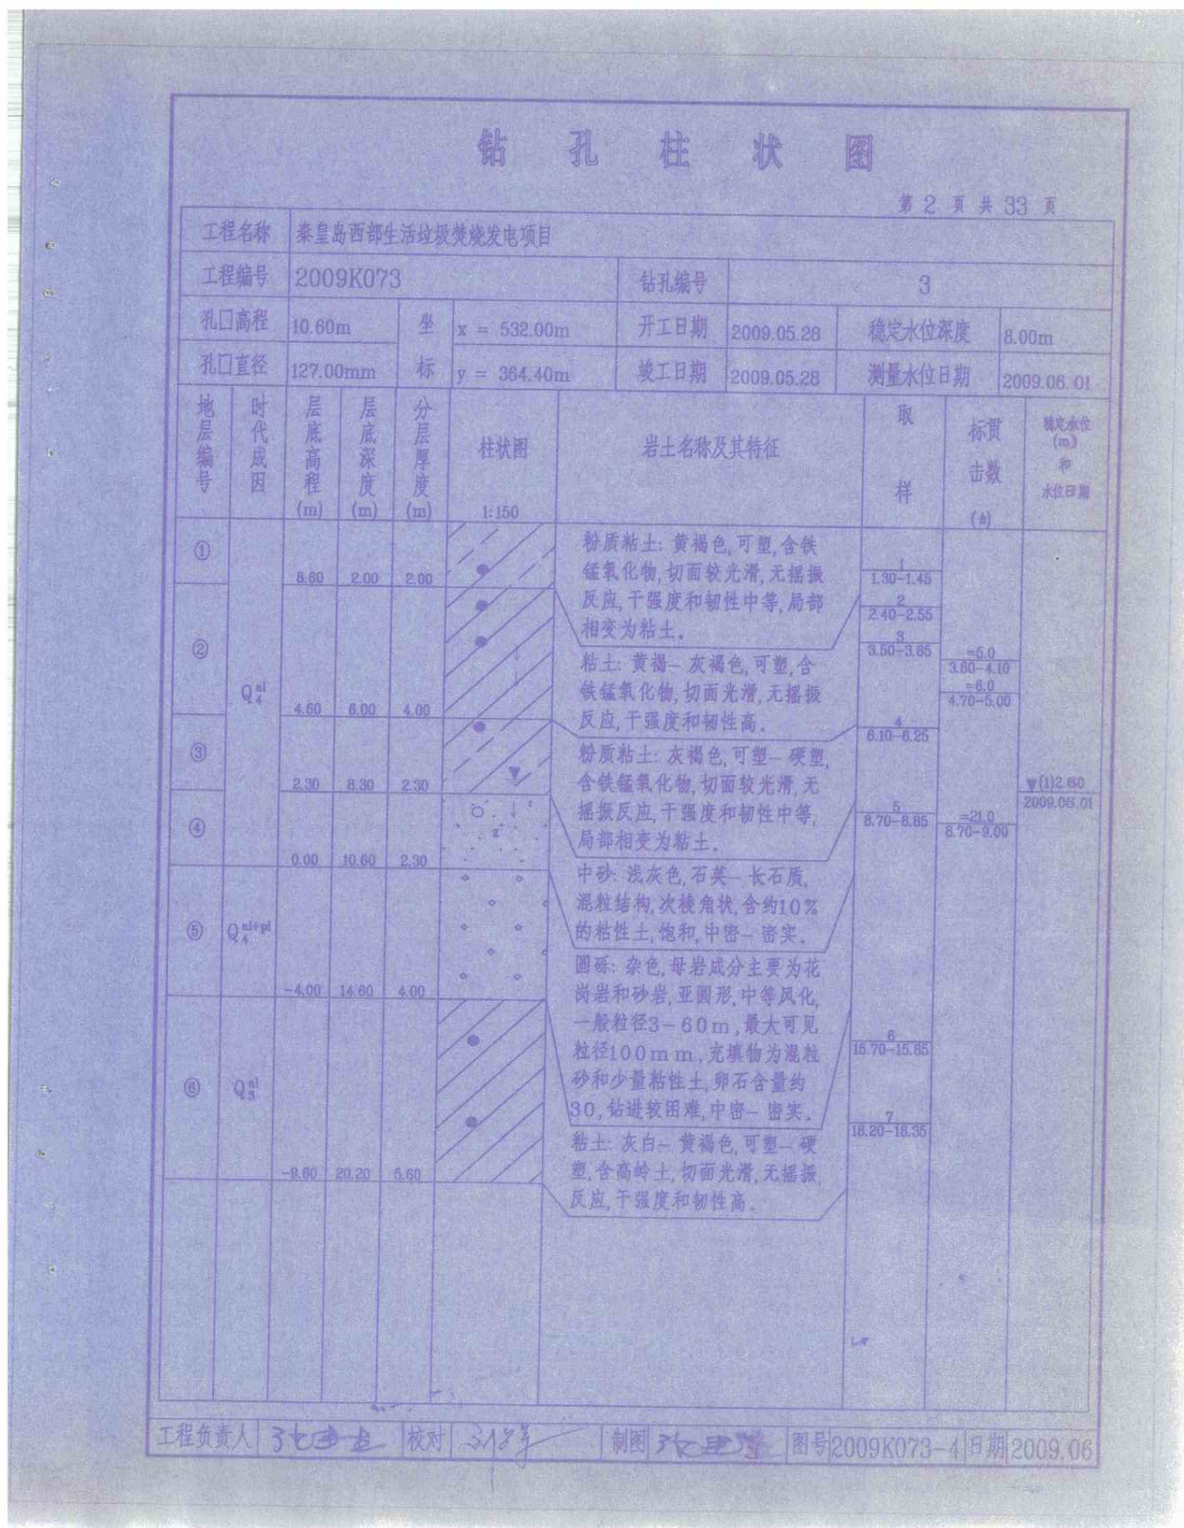 钻孔柱状图
第 2 页 共 33 页
工程名称 秦皇岛西部生活垃圾焚烧发电项目
工程编号 2009K073 钻孔编号 3
孔口高程 10.60m 坐 x = 532.00m 开工日期 2009.05.28 稳定水位深度 8.00m
孔口直径 127.00mm 标 y = 364.40m 竣工日期 2009.05.28 测量水位日期 2009.06.01
地层编号 时代成因 层底高程(m) 层底深度(m) 分层厚度(m) 柱状图 1:150 岩土名称及其特征 取样 标贯击数(击) 稳定水位(m)和水位日期
① 8.60 2.00 2.00
粉质粘土: 黄褐色,可塑,含铁
锰氧化物,切面较光滑,无摇振
反应,干强度和韧性中等,局部
相变为粘土.
1
1.30-1.45
2
2.40-2.55
3
3.50-3.65
② Q4al 4.60 6.00 4.00
粘土: 黄褐-灰褐色,可塑,含
铁锰氧化物,切面光滑,无摇振
反应,干强度和韧性高.
=5.0
3.80-4.10
=6.0
4.70-5.00
4
6.10-6.25
③ 2.30 8.30 2.30
粉质粘土: 灰褐色,可塑-硬塑,
含铁锰氧化物,切面较光滑,无
摇振反应,干强度和韧性中等,
局部相变为粘土.
▼(1)2.60
2009.06.01
5
8.70-8.85
=21.0
8.70-9.00
④ 0.00 10.60 2.30
中砂: 浅灰色,石英-长石质,
混粒结构,次棱角状,含约10%
的粘性土,饱和,中密-密实.
⑤ Q4al+pl -4.00 14.60 4.00
圆砾: 杂色,母岩成分主要为花
岗岩和砂岩,亚圆形,中等风化,
一般粒径3-60m,最大可见
粒径100mm,充填物为混粒
砂和少量粘性土,卵石含量约
30,钻进较困难,中密-密实.
6
15.70-15.85
7
18.20-18.35
⑥ Q3al -9.60 20.20 5.60
粘土: 灰白-黄褐色,可塑-硬
塑,含高岭土,切面光滑,无摇振
反应,干强度和韧性高.
工程负责人 校对 制图 图号 2009K073-4 日期 2009.06